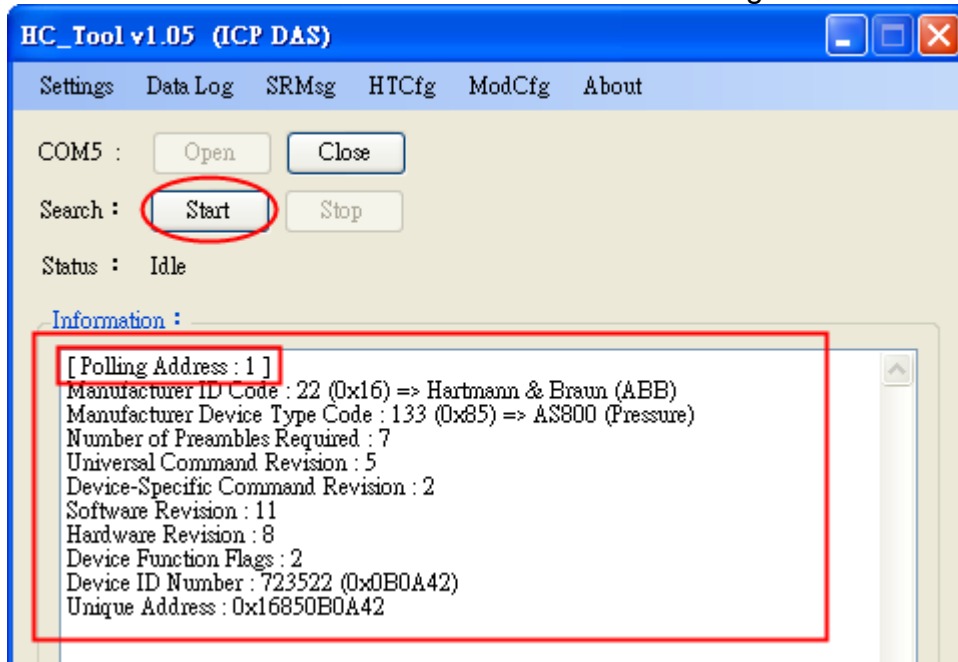 HC_Tool v1.05 (ICP DAS)
Settings Data Log SRMsg HTCfg ModCfg About
COM5 : Open Close
Search : Start Stop
Status : Idle
Information :
[ Polling Address : 1 ]
Manufacturer ID Code : 22 (0x16) => Hartmann & Braun (ABB)
Manufacturer Device Type Code : 133 (0x85) => AS800 (Pressure)
Number of Preambles Required : 7
Universal Command Revision : 5
Device-Specific Command Revision : 2
Software Revision : 11
Hardware Revision : 8
Device Function Flags : 2
Device ID Number : 723522 (0x0B0A42)
Unique Address : 0x16850B0A42